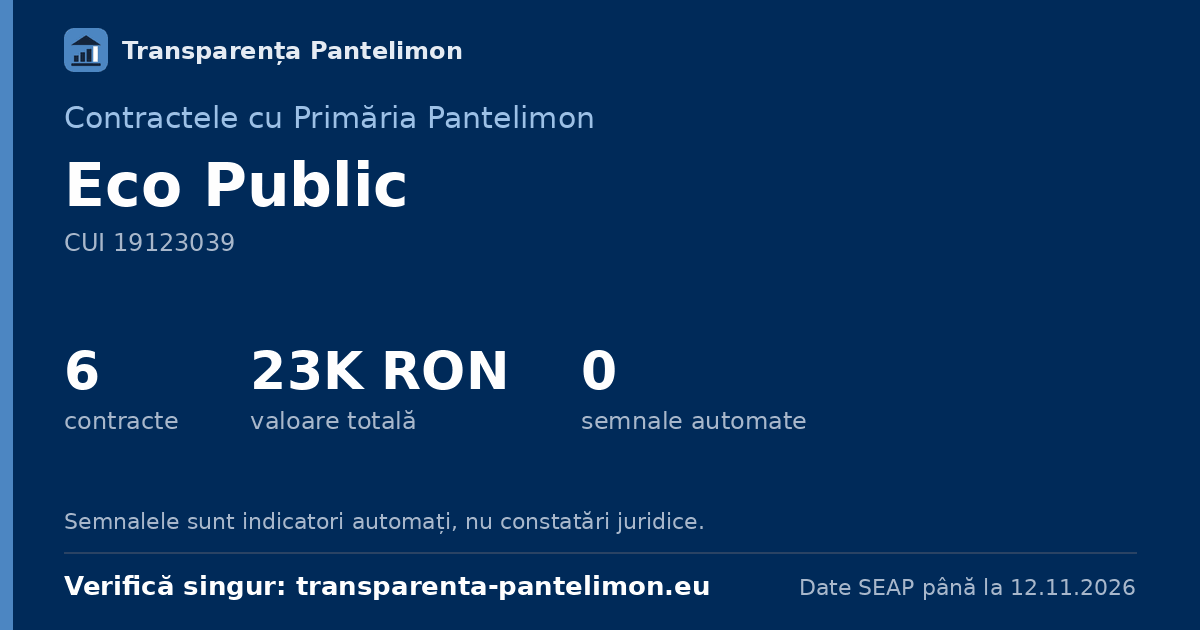 Transparența Pantelimon
Contractele cu Primăria Pantelimon
Eco Public
CUI 19123039
6
contracte
23K RON
valoare totală
0
semnale automate
Semnalele sunt indicatori automați, nu constatări juridice.
Verifică singur: transparenta-pantelimon.eu
Date SEAP până la 12.11.2026